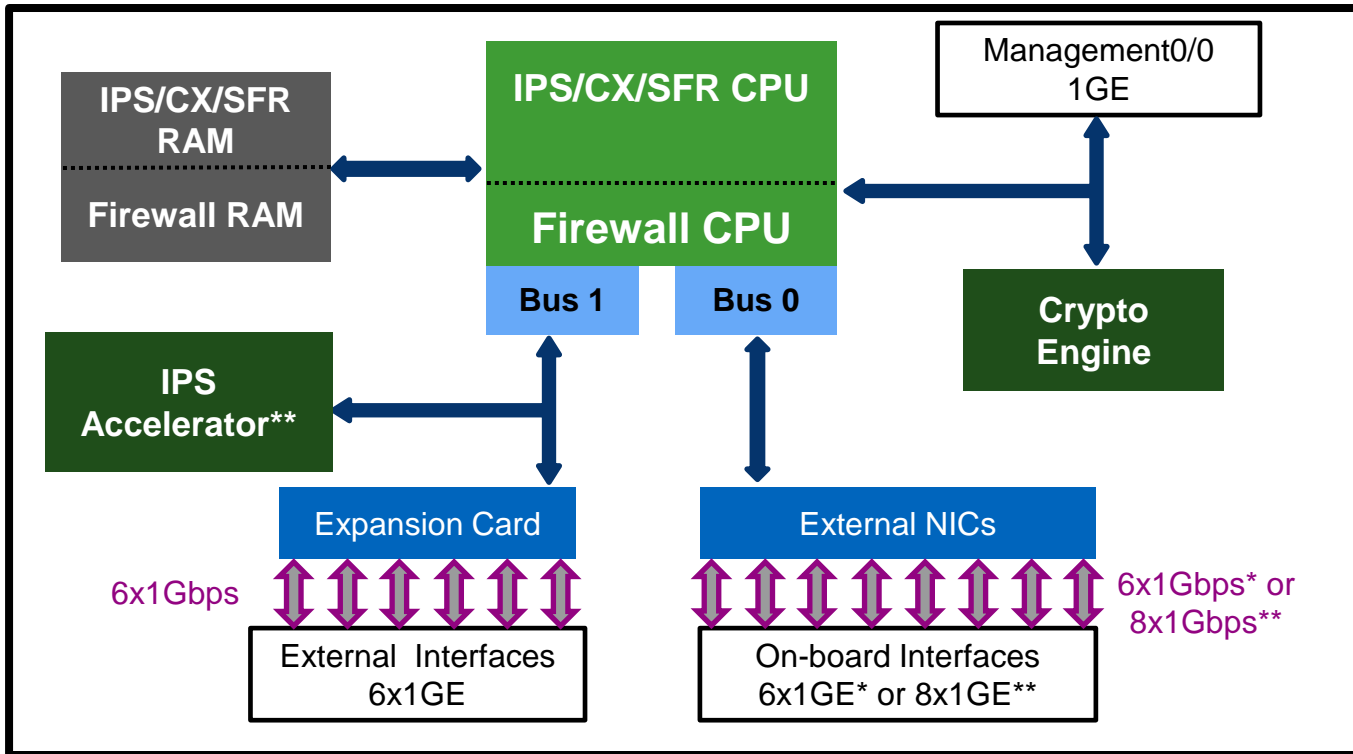 IPS/CX/SFR
RAM
Firewall RAM
IPS/CX/SFR CPU
Firewall CPU
Management0/0
1GE
Bus 1
Bus 0
Crypto
Engine
IPS
Accelerator**
Expansion Card
External NICs
6x1Gbps
6x1Gbps* or
8x1Gbps**
External Interfaces
6x1GE
On-board Interfaces
6x1GE* or 8x1GE**